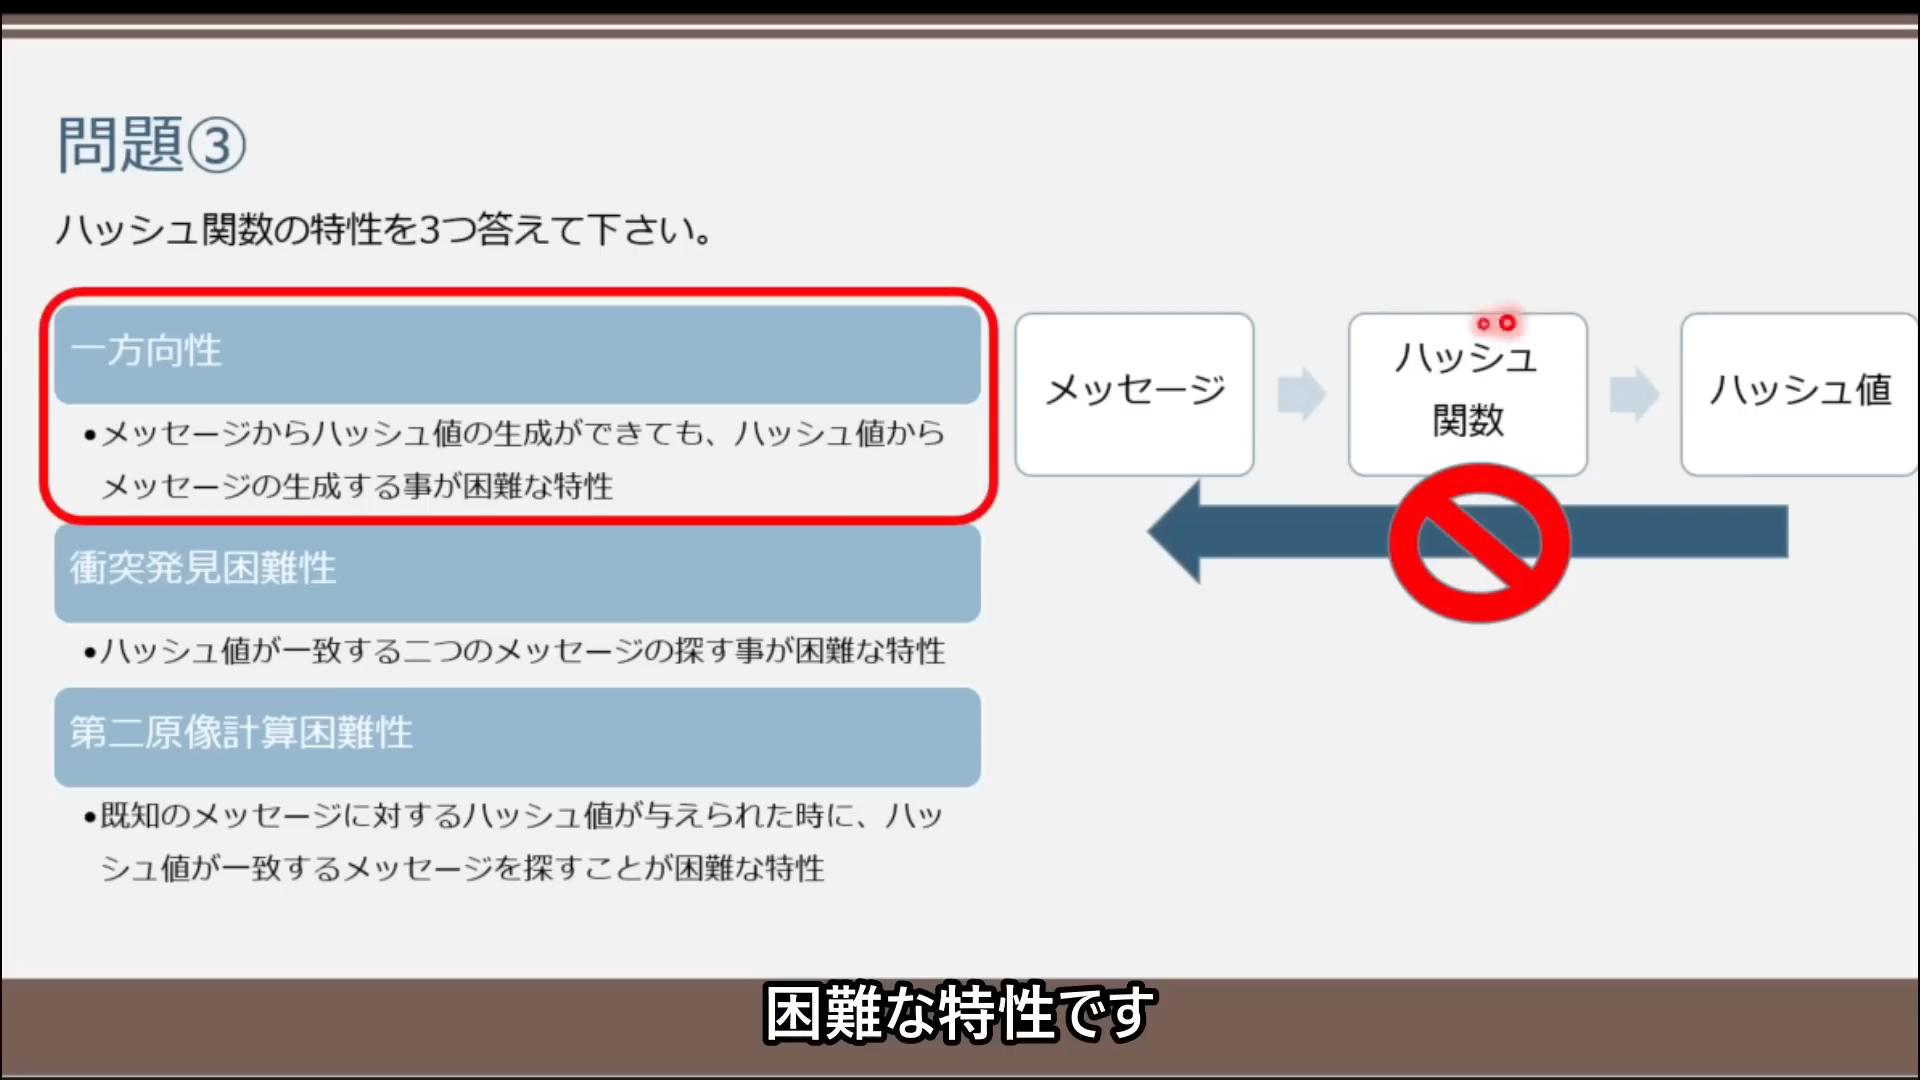 問題③
ハッシュ関数の特性を3つ答えて下さい。
一方向性
•メッセージからハッシュ値の生成ができても、ハッシュ値から
メッセージの生成する事が困難な特性
衝突発見困難性
•ハッシュ値が一致する二つのメッセージの探す事が困難な特性
第二原像計算困難性
•既知のメッセージに対するハッシュ値が与えられた時に、ハッ
シュ値が一致するメッセージを探すことが困難な特性
メッセージ
ハッシュ
関数
ハッシュ値
困難な特性です